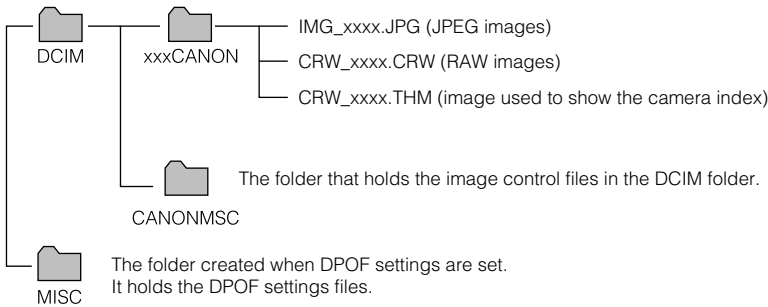 IMG_xxxx.JPG (JPEG images)
DCIM
xxxCANON
CRW_xxxx.CRW (RAW images)
CRW_xxxx.THM (image used to show the camera index)
The folder that holds the image control files in the DCIM folder.
CANONMSC
The folder created when DPOF settings are set.
It holds the DPOF settings files.
MISC